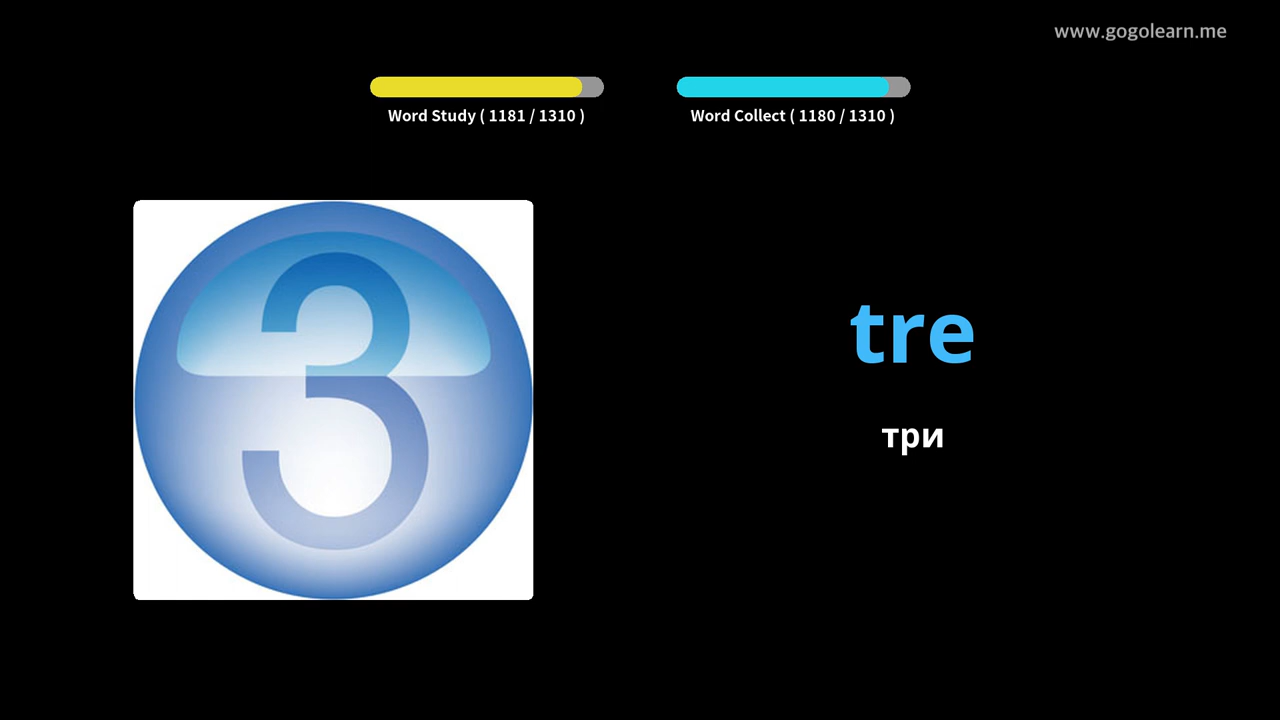 www.gogolearn.me
Word Study ( 1181 / 1310 )
Word Collect ( 1180 / 1310 )
3
tre
три